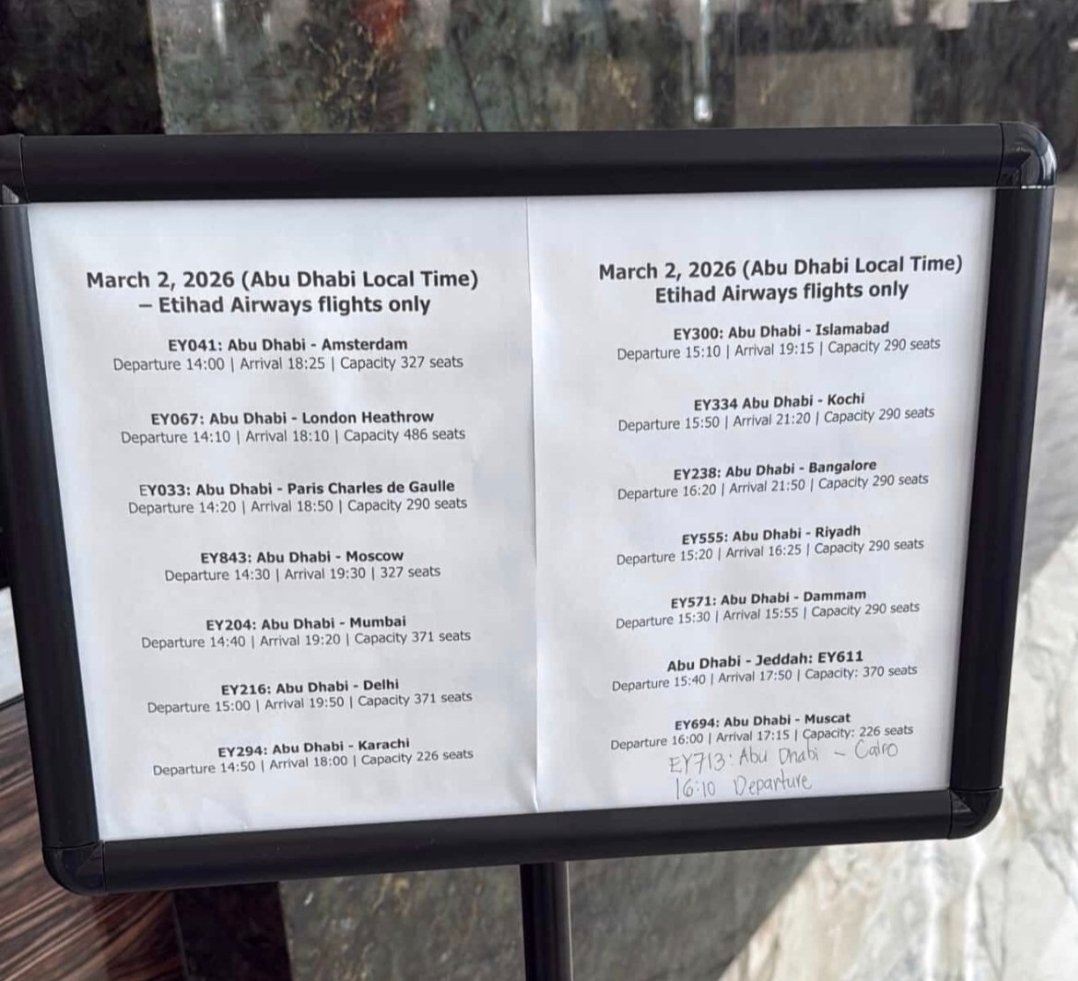 March 2, 2026 (Abu Dhabi Local Time)
– Etihad Airways flights only
EY041: Abu Dhabi - Amsterdam
Departure 14:00 | Arrival 18:25 | Capacity 327 seats
EY067: Abu Dhabi - London Heathrow
Departure 14:10 | Arrival 18:10 | Capacity 486 seats
EY033: Abu Dhabi - Paris Charles de Gaulle
Departure 14:20 | Arrival 18:50 | Capacity 290 seats
EY843: Abu Dhabi - Moscow
Departure 14:30 | Arrival 19:30 | 327 seats
EY204: Abu Dhabi - Mumbai
Departure 14:40 | Arrival 19:20 | Capacity 371 seats
EY216: Abu Dhabi - Delhi
Departure 15:00 | Arrival 19:50 | Capacity 371 seats
EY294: Abu Dhabi - Karachi
Departure 14:50 | Arrival 18:00 | Capacity 226 seats
March 2, 2026 (Abu Dhabi Local Time)
Etihad Airways flights only
EY300: Abu Dhabi - Islamabad
Departure 15:10 | Arrival 19:15 | Capacity 290 seats
EY334 Abu Dhabi - Kochi
Departure 15:50 | Arrival 21:20 | Capacity 290 seats
EY238: Abu Dhabi - Bangalore
Departure 16:20 | Arrival 21:50 | Capacity 290 seats
EY555: Abu Dhabi - Riyadh
Departure 15:20 | Arrival 16:25 | Capacity 290 seats
EY571: Abu Dhabi - Dammam
Departure 15:30 | Arrival 15:55 | Capacity 290 seats
Abu Dhabi - Jeddah: EY611
Departure 15:40 | Arrival 17:50 | Capacity: 370 seats
EY694: Abu Dhabi - Muscat
Departure 16:00 | Arrival 17:15 | Capacity: 226 seats
EY713: Abu Dhabi - Cairo
16:10 Departure